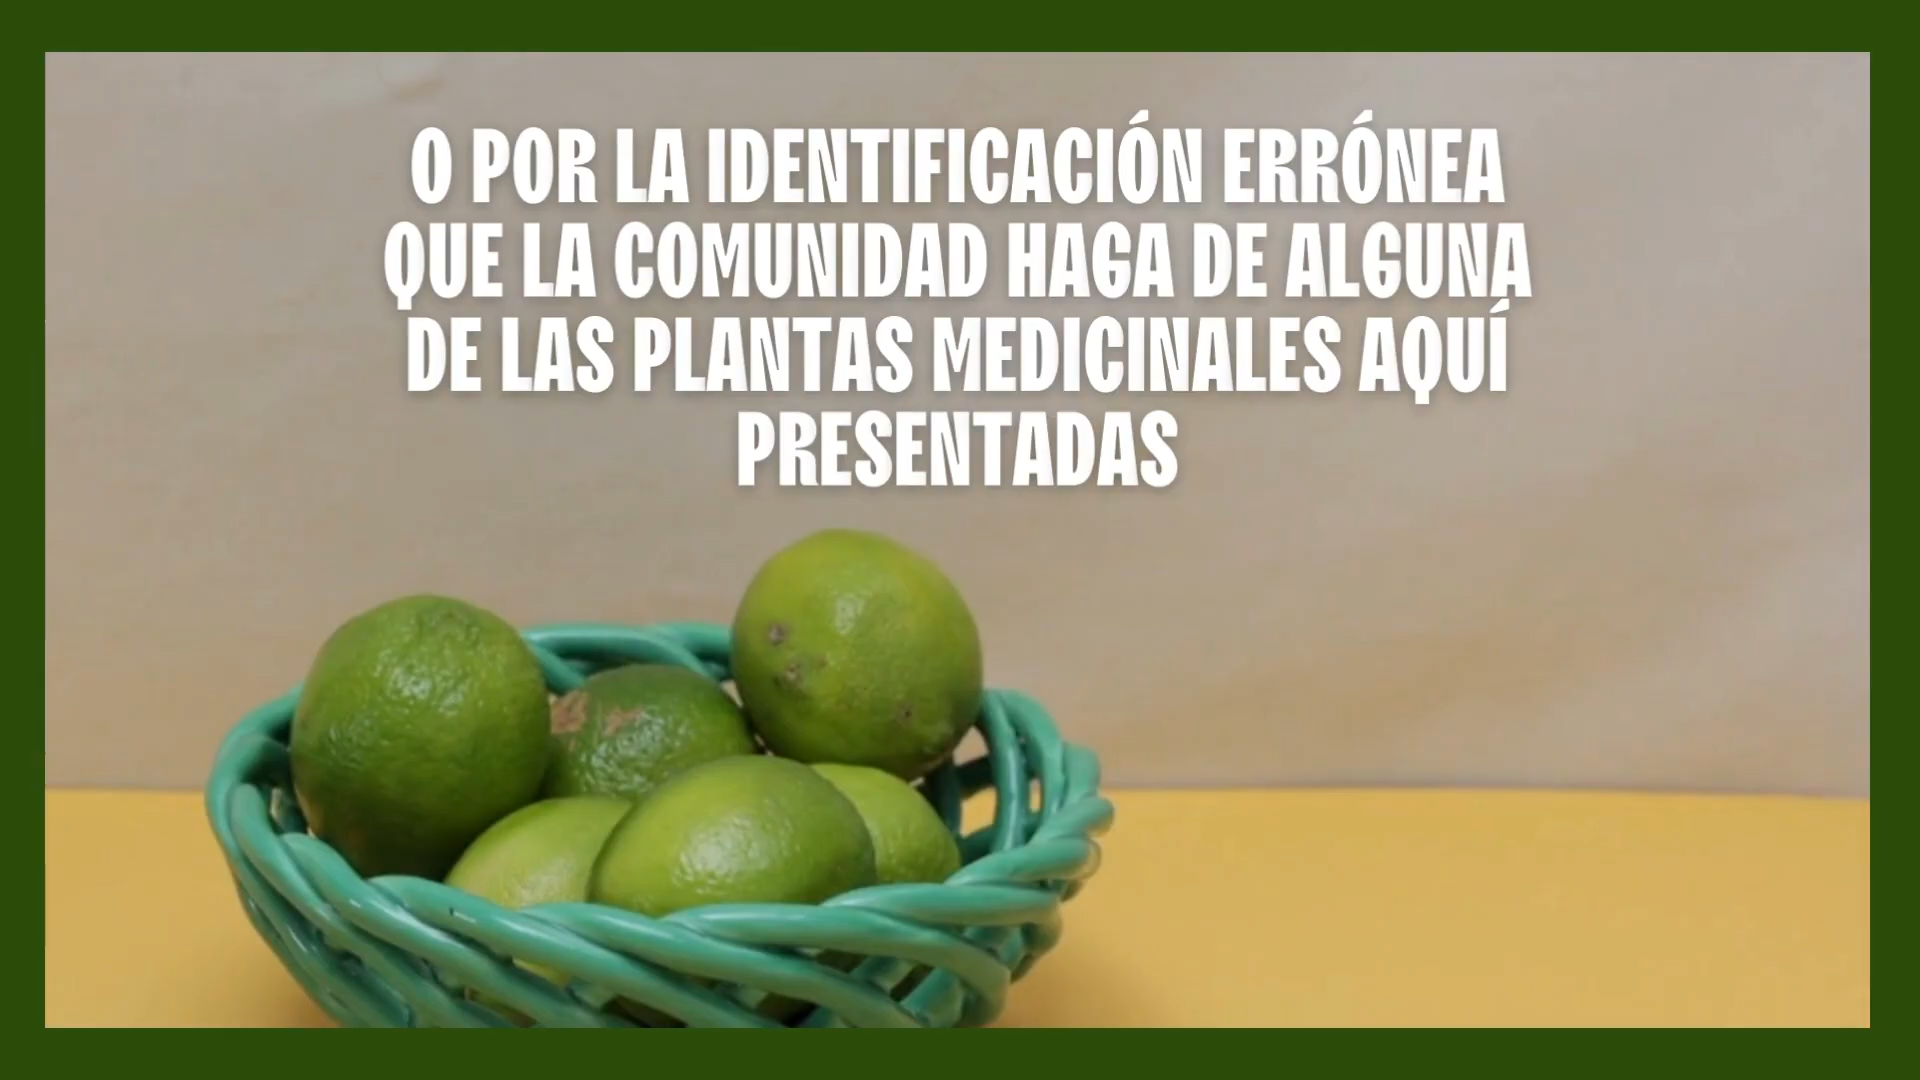 O POR LA IDENTIFICACIÓN ERRÓNEA
QUE LA COMUNIDAD HAGA DE ALGUNA
DE LAS PLANTAS MEDICINALES AQUÍ
PRESENTADAS